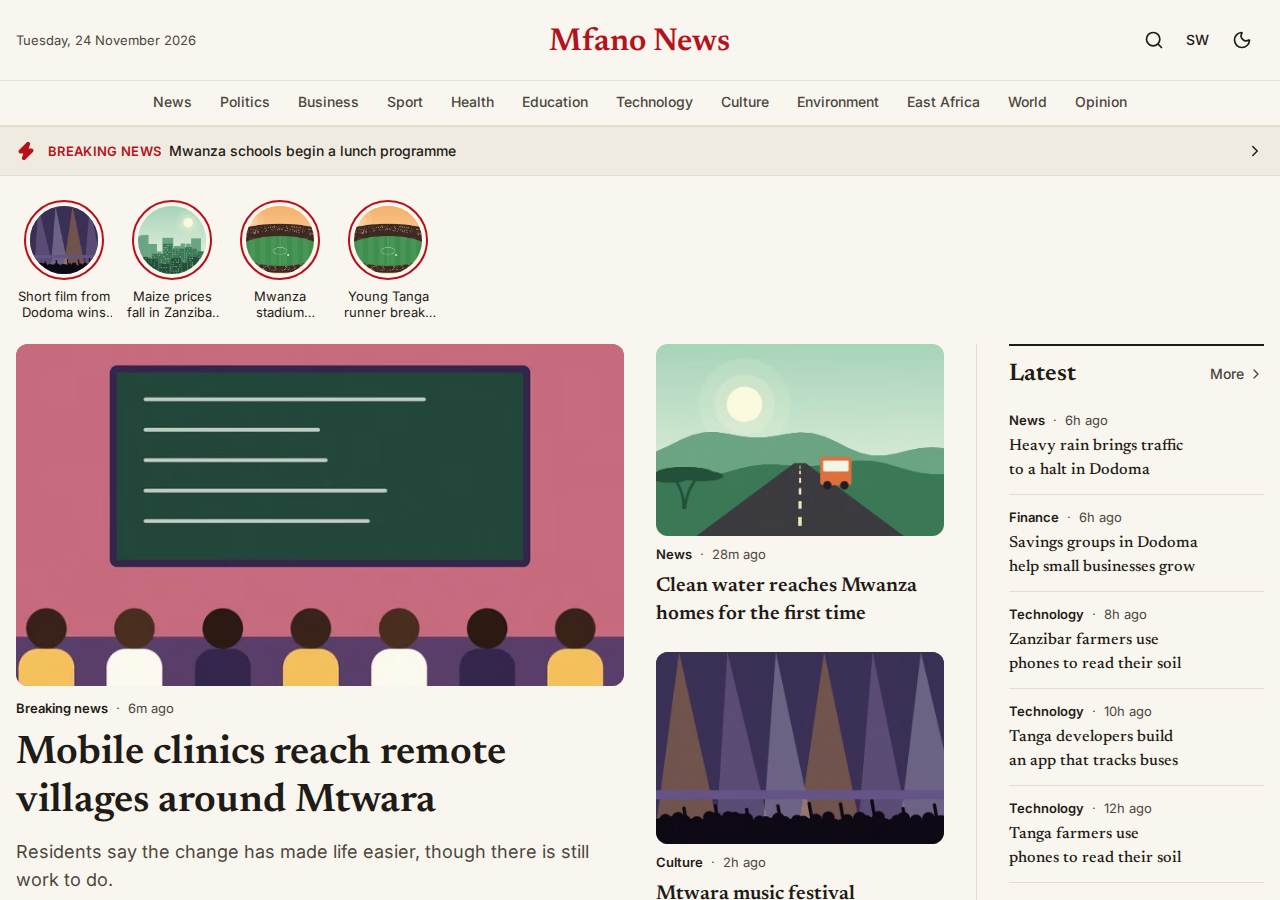 Tuesday, 24 November 2026
Mfano News
SW
News Politics Business Sport Health Education Technology Culture Environment East Africa World Opinion
BREAKING NEWS Mwanza schools begin a lunch programme
Short film from
Dodoma wins..
Maize prices
fall in Zanziba..
Mwanza
stadium...
Young Tanga
runner break...
Breaking news · 6m ago
Mobile clinics reach remote
villages around Mtwara
Residents say the change has made life easier, though there is still
work to do.
News · 28m ago
Clean water reaches Mwanza
homes for the first time
Culture · 2h ago
Mtwara music festival
Latest
More
News · 6h ago
Heavy rain brings traffic
to a halt in Dodoma
Finance · 6h ago
Savings groups in Dodoma
help small businesses grow
Technology · 8h ago
Zanzibar farmers use
phones to read their soil
Technology · 10h ago
Tanga developers build
an app that tracks buses
Technology · 12h ago
Tanga farmers use
phones to read their soil